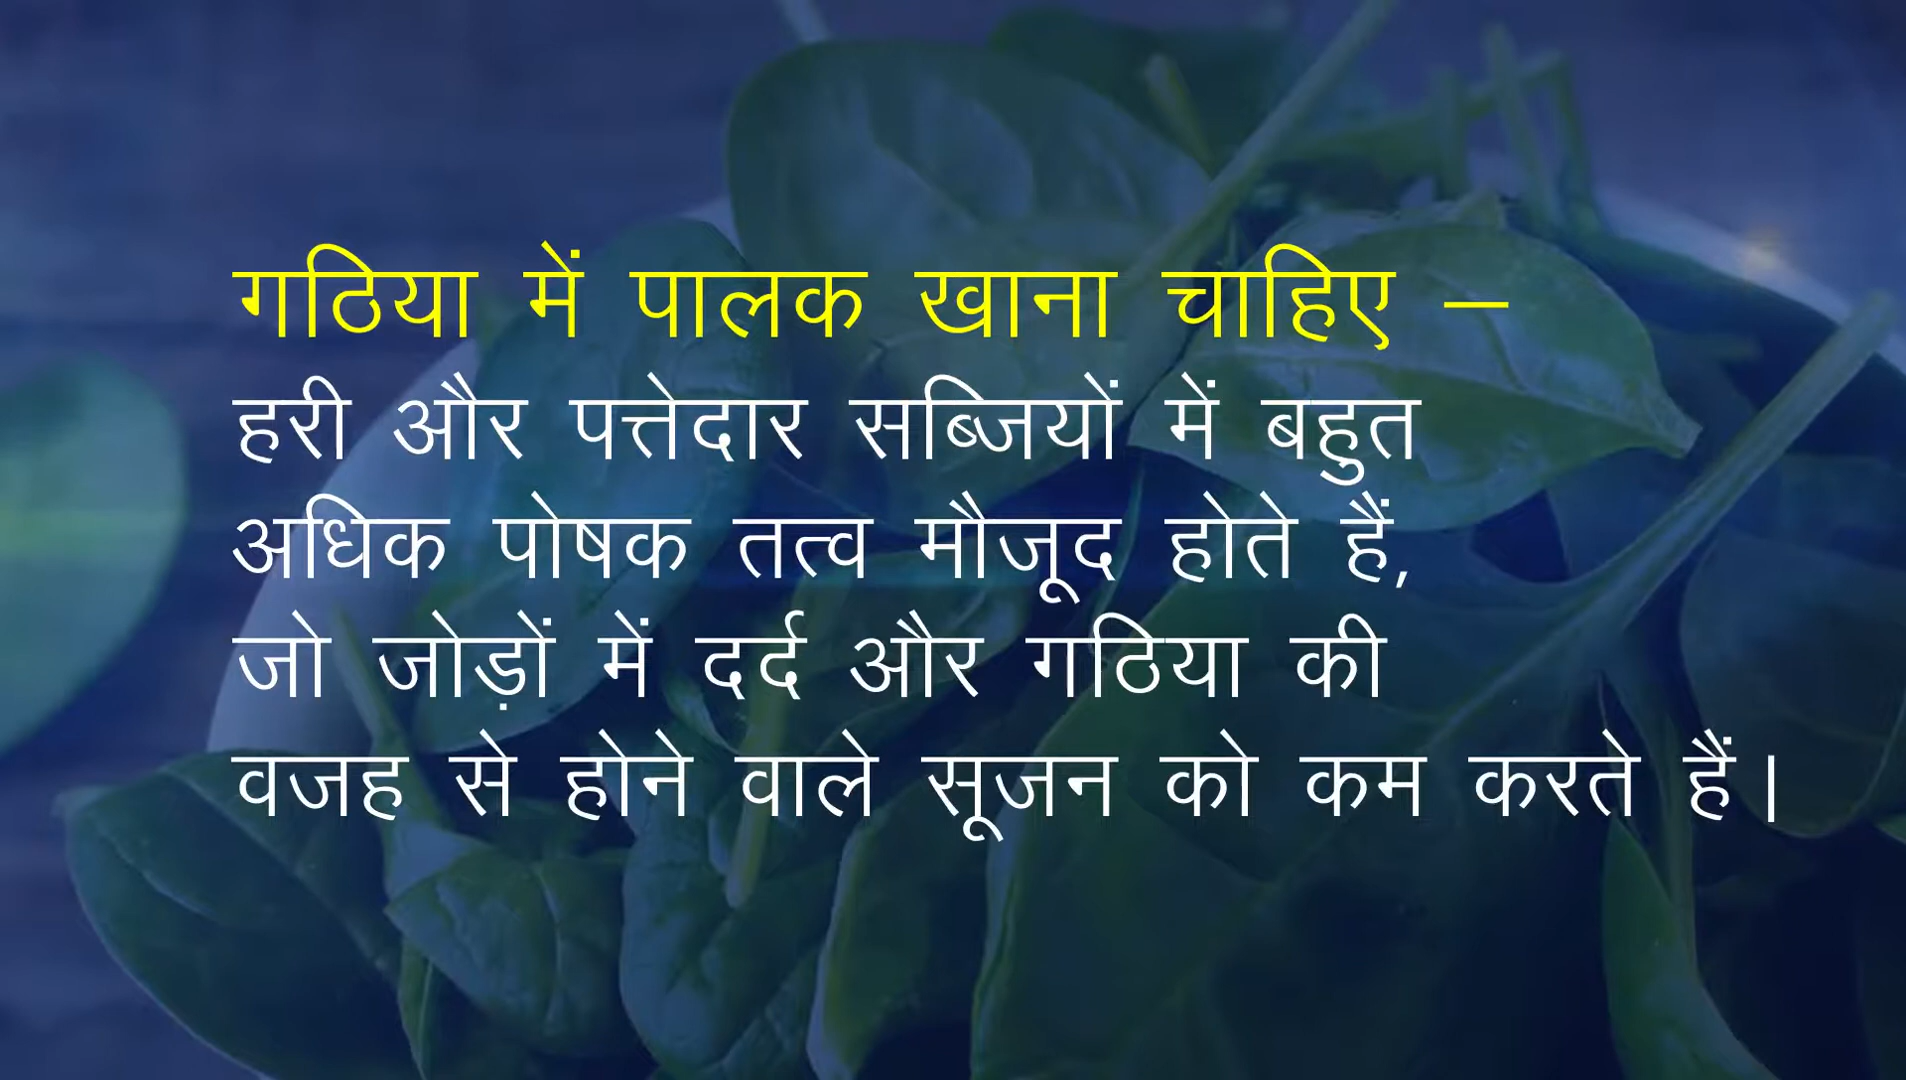 गठिया में पालक खाना चाहिए –
हरी और पत्तेदार सब्जियों में बहुत
अधिक पोषक तत्व मौजूद होते हैं,
जो जोड़ों में दर्द और गठिया की
वजह से होने वाले सूजन को कम करते हैं।